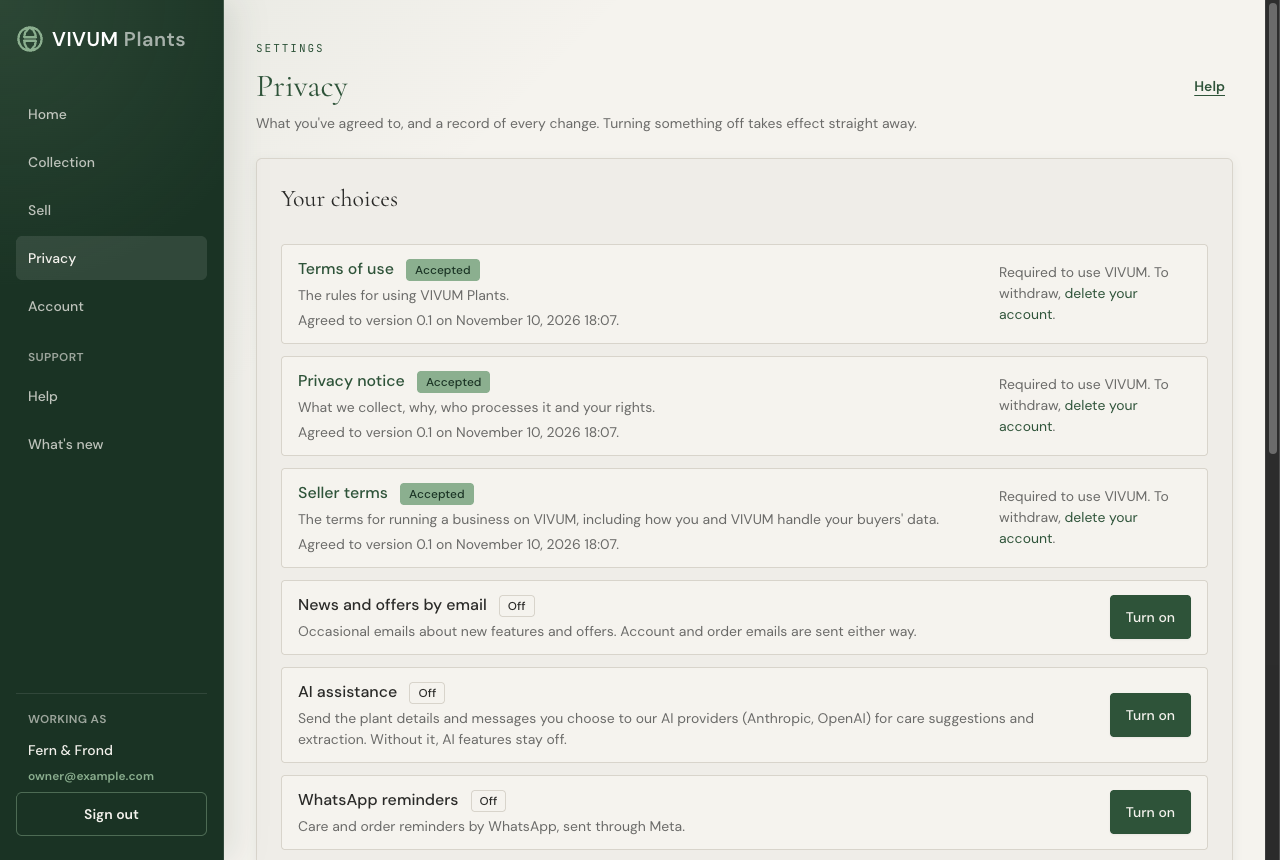 VIVUM Plants
Home
Collection
Sell
Privacy
Account
SUPPORT
Help
What's new
WORKING AS
Fern & Frond
owner@example.com
Sign out
SETTINGS
Privacy
Help
What you've agreed to, and a record of every change. Turning something off takes effect straight away.
Your choices
Terms of use Accepted
The rules for using VIVUM Plants.
Agreed to version 0.1 on November 10, 2026 18:07.
Required to use VIVUM. To
withdraw, delete your
account.
Privacy notice Accepted
What we collect, why, who processes it and your rights.
Agreed to version 0.1 on November 10, 2026 18:07.
Required to use VIVUM. To
withdraw, delete your
account.
Seller terms Accepted
The terms for running a business on VIVUM, including how you and VIVUM handle your buyers' data.
Agreed to version 0.1 on November 10, 2026 18:07.
Required to use VIVUM. To
withdraw, delete your
account.
News and offers by email Off
Occasional emails about new features and offers. Account and order emails are sent either way.
Turn on
AI assistance Off
Send the plant details and messages you choose to our AI providers (Anthropic, OpenAI) for care suggestions and
extraction. Without it, AI features stay off.
Turn on
WhatsApp reminders Off
Care and order reminders by WhatsApp, sent through Meta.
Turn on